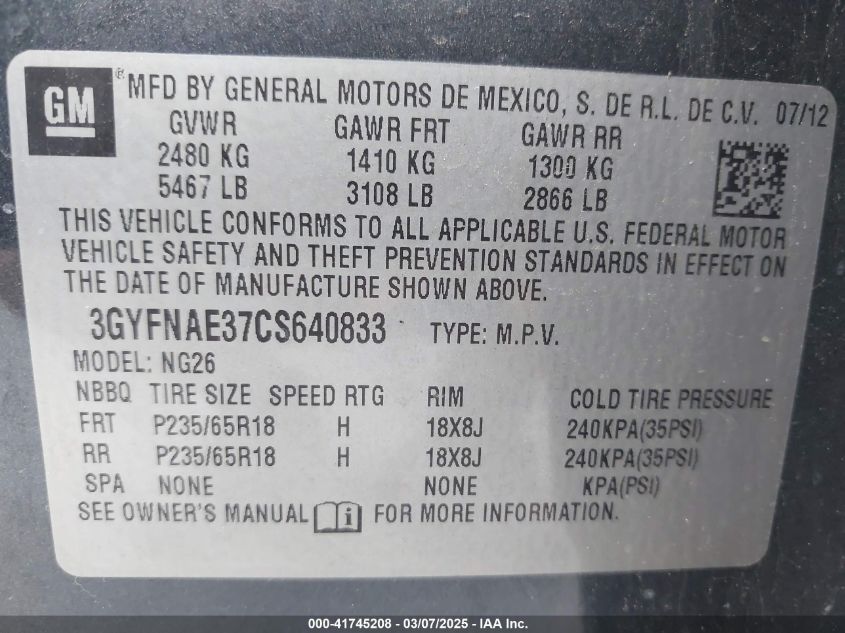 GM ® MFD BY GENERAL MOTORS DE MEXICO, S. DE R.L. DE C.V. 07/12
GVWR GAWR FRT GAWR RR
2480 KG 1410 KG 1300 KG
5467 LB 3108 LB 2866 LB
THIS VEHICLE CONFORMS TO ALL APPLICABLE U.S. FEDERAL MOTOR
VEHICLE SAFETY AND THEFT PREVENTION STANDARDS IN EFFECT ON
THE DATE OF MANUFACTURE SHOWN ABOVE.
3GYFNAE37CS640833 TYPE: M.P.V.
MODEL: NG26
NBBQ TIRE SIZE SPEED RTG RIM COLD TIRE PRESSURE
FRT P235/65R18 H 18X8J 240KPA(35PSI)
RR P235/65R18 H 18X8J 240KPA(35PSI)
SPA NONE NONE KPA(PSI)
SEE OWNER'S MANUAL i FOR MORE INFORMATION.
000-41745208 - 03/07/2025 - IAA Inc.